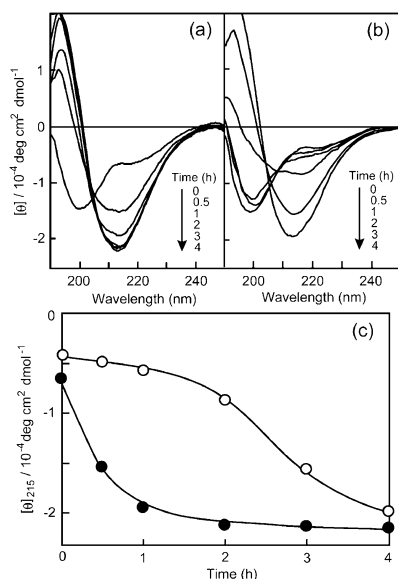 (a)
(b)
[θ] / 10⁻⁴ deg cm² dmol⁻¹
1
0
-1
-2
Time (h)
0
0.5
1
2
3
4
Time (h)
0
0.5
1
2
3
4
200 220 240
200 220 240
Wavelength (nm)
Wavelength (nm)
(c)
[θ]₂₁₅ / 10⁻⁴ deg cm² dmol⁻¹
0
-1
-2
0 1 2 3 4
Time (h)